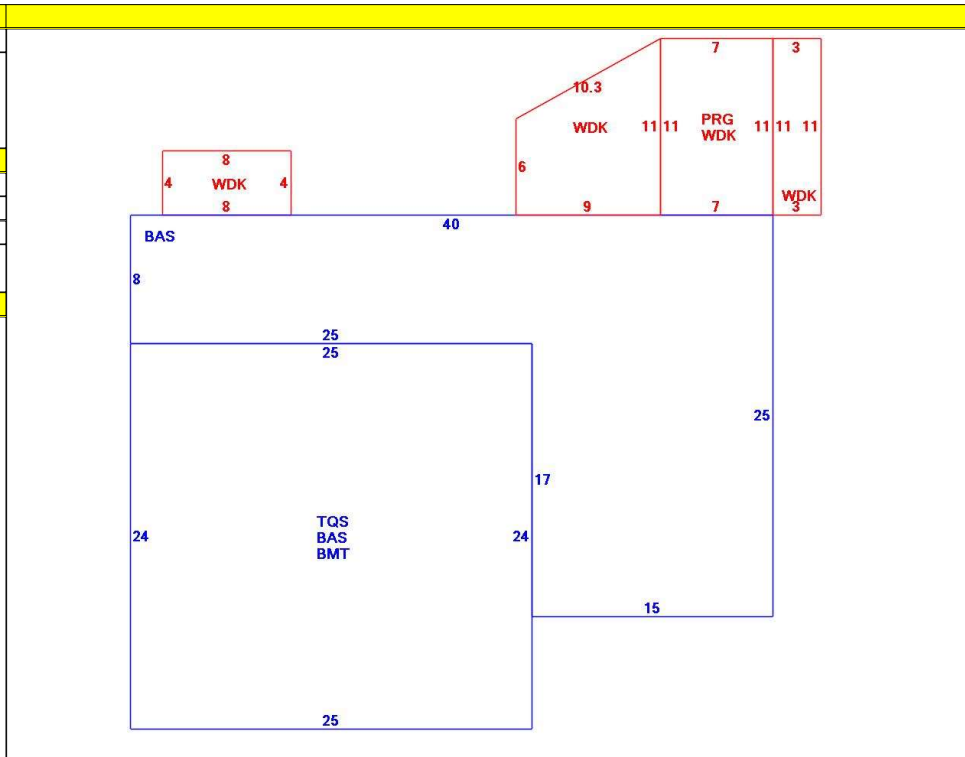 7 3
10.3
WDK 11 11 PRG 11 11 11
WDK
8
6
4 WDK 4
WDK
8 9 7 3
40
BAS
8
25
25
25
17
TQS
24 BAS 24
BMT
15
25